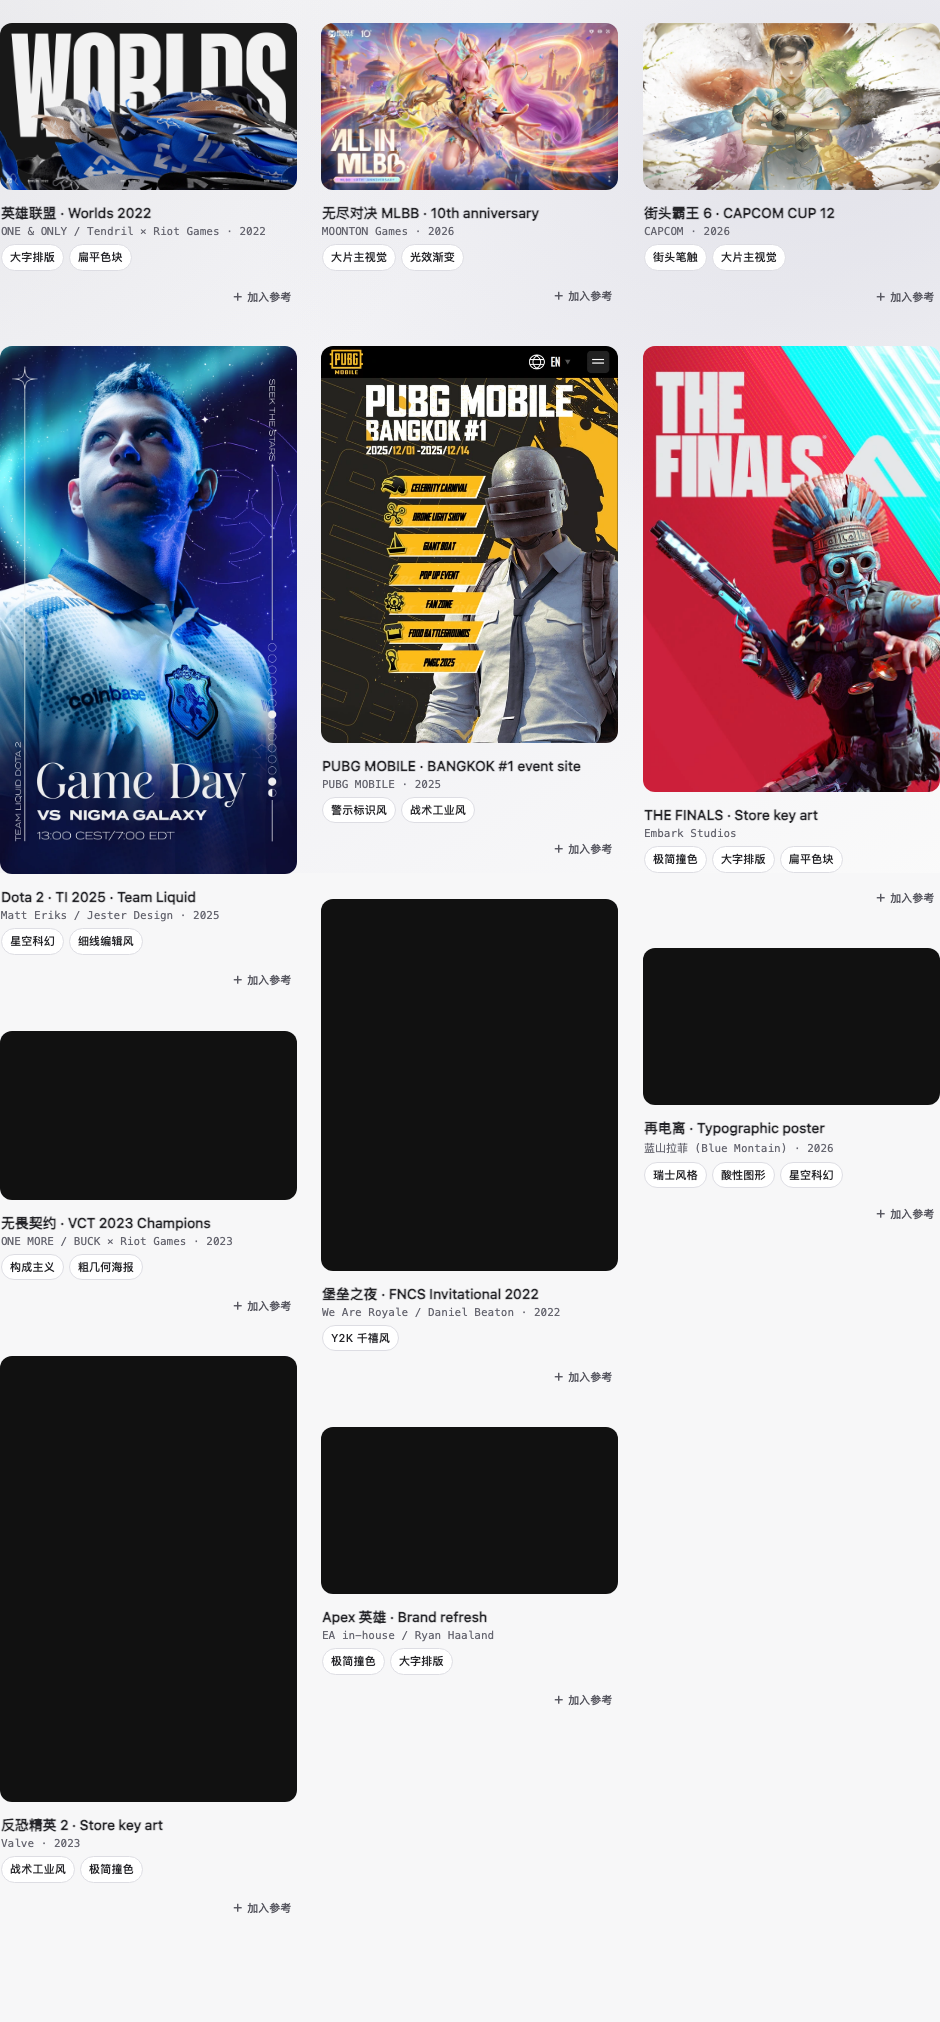 WORLDS
英雄联盟 · Worlds 2022
ONE & ONLY / Tendril × Riot Games · 2022
大字排版
扁平色块
+ 加入参考
ALL IN
MLBB
无尽对决 MLBB · 10th anniversary
MOONTON Games · 2026
大片主视觉
光效渐变
+ 加入参考
街头霸王 6 · CAPCOM CUP 12
CAPCOM · 2026
街头笔触
大片主视觉
+ 加入参考
SEEK THE STARS
coinbase
TEAM LIQUID DOTA 2
Game Day
VS NIGMA GALAXY
13:00 CEST/7:00 EDT
Dota 2 · TI 2025 · Team Liquid
Matt Eriks / Jester Design · 2025
星空科幻
细线编辑风
+ 加入参考
PUBG
MOBILE
EN
PUBG MOBILE
BANGKOK #1
2025/12/01 -2025/12/14
CELEBRITY CARNIVAL
DRONE LIGHT SHOW
GIANT BOAT
POP UP EVENT
FAN ZONE
FOOD BATTLEGROUNDS
PMGC 2025
PUBG MOBILE · BANGKOK #1 event site
PUBG MOBILE · 2025
警示标识风
战术工业风
+ 加入参考
THE
FINALS
THE FINALS · Store key art
Embark Studios
极简撞色
大字排版
扁平色块
+ 加入参考
无畏契约 · VCT 2023 Champions
ONE MORE / BUCK × Riot Games · 2023
构成主义
粗几何海报
+ 加入参考
堡垒之夜 · FNCS Invitational 2022
We Are Royale / Daniel Beaton · 2022
Y2K 千禧风
+ 加入参考
再电离 · Typographic poster
蓝山拉菲 (Blue Montain) · 2026
瑞士风格
酸性图形
星空科幻
+ 加入参考
反恐精英 2 · Store key art
Valve · 2023
战术工业风
极简撞色
+ 加入参考
Apex 英雄 · Brand refresh
EA in-house / Ryan Haaland
极简撞色
大字排版
+ 加入参考